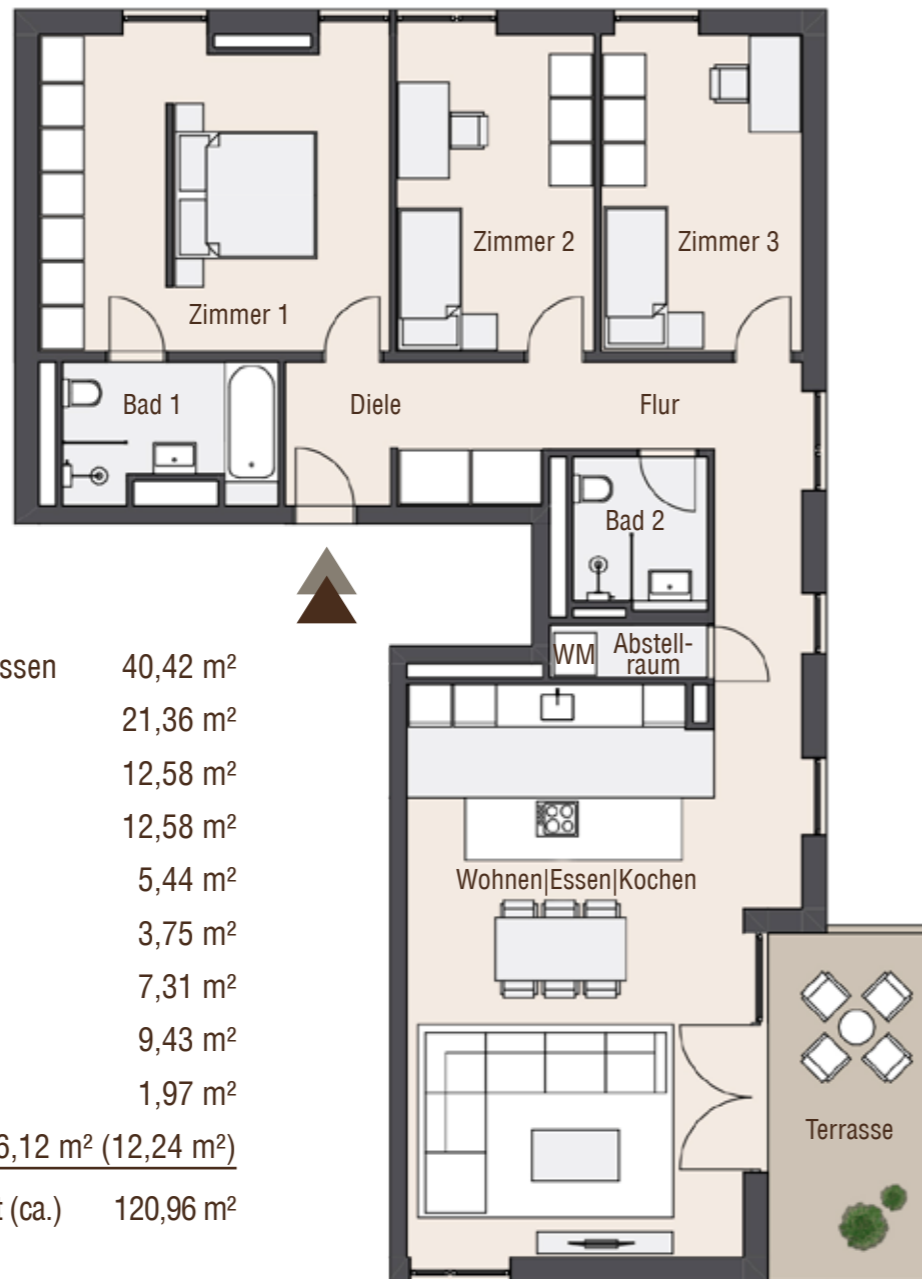 Zimmer 1
Zimmer 2
Zimmer 3
Bad 1
Diele
Flur
Bad 2
WM
Abstell-
raum
Wohnen|Essen|Kochen
Terrasse
ssen 40,42 m²
21,36 m²
12,58 m²
12,58 m²
5,44 m²
3,75 m²
7,31 m²
9,43 m²
1,97 m²
6,12 m² (12,24 m²)
t (ca.) 120,96 m²